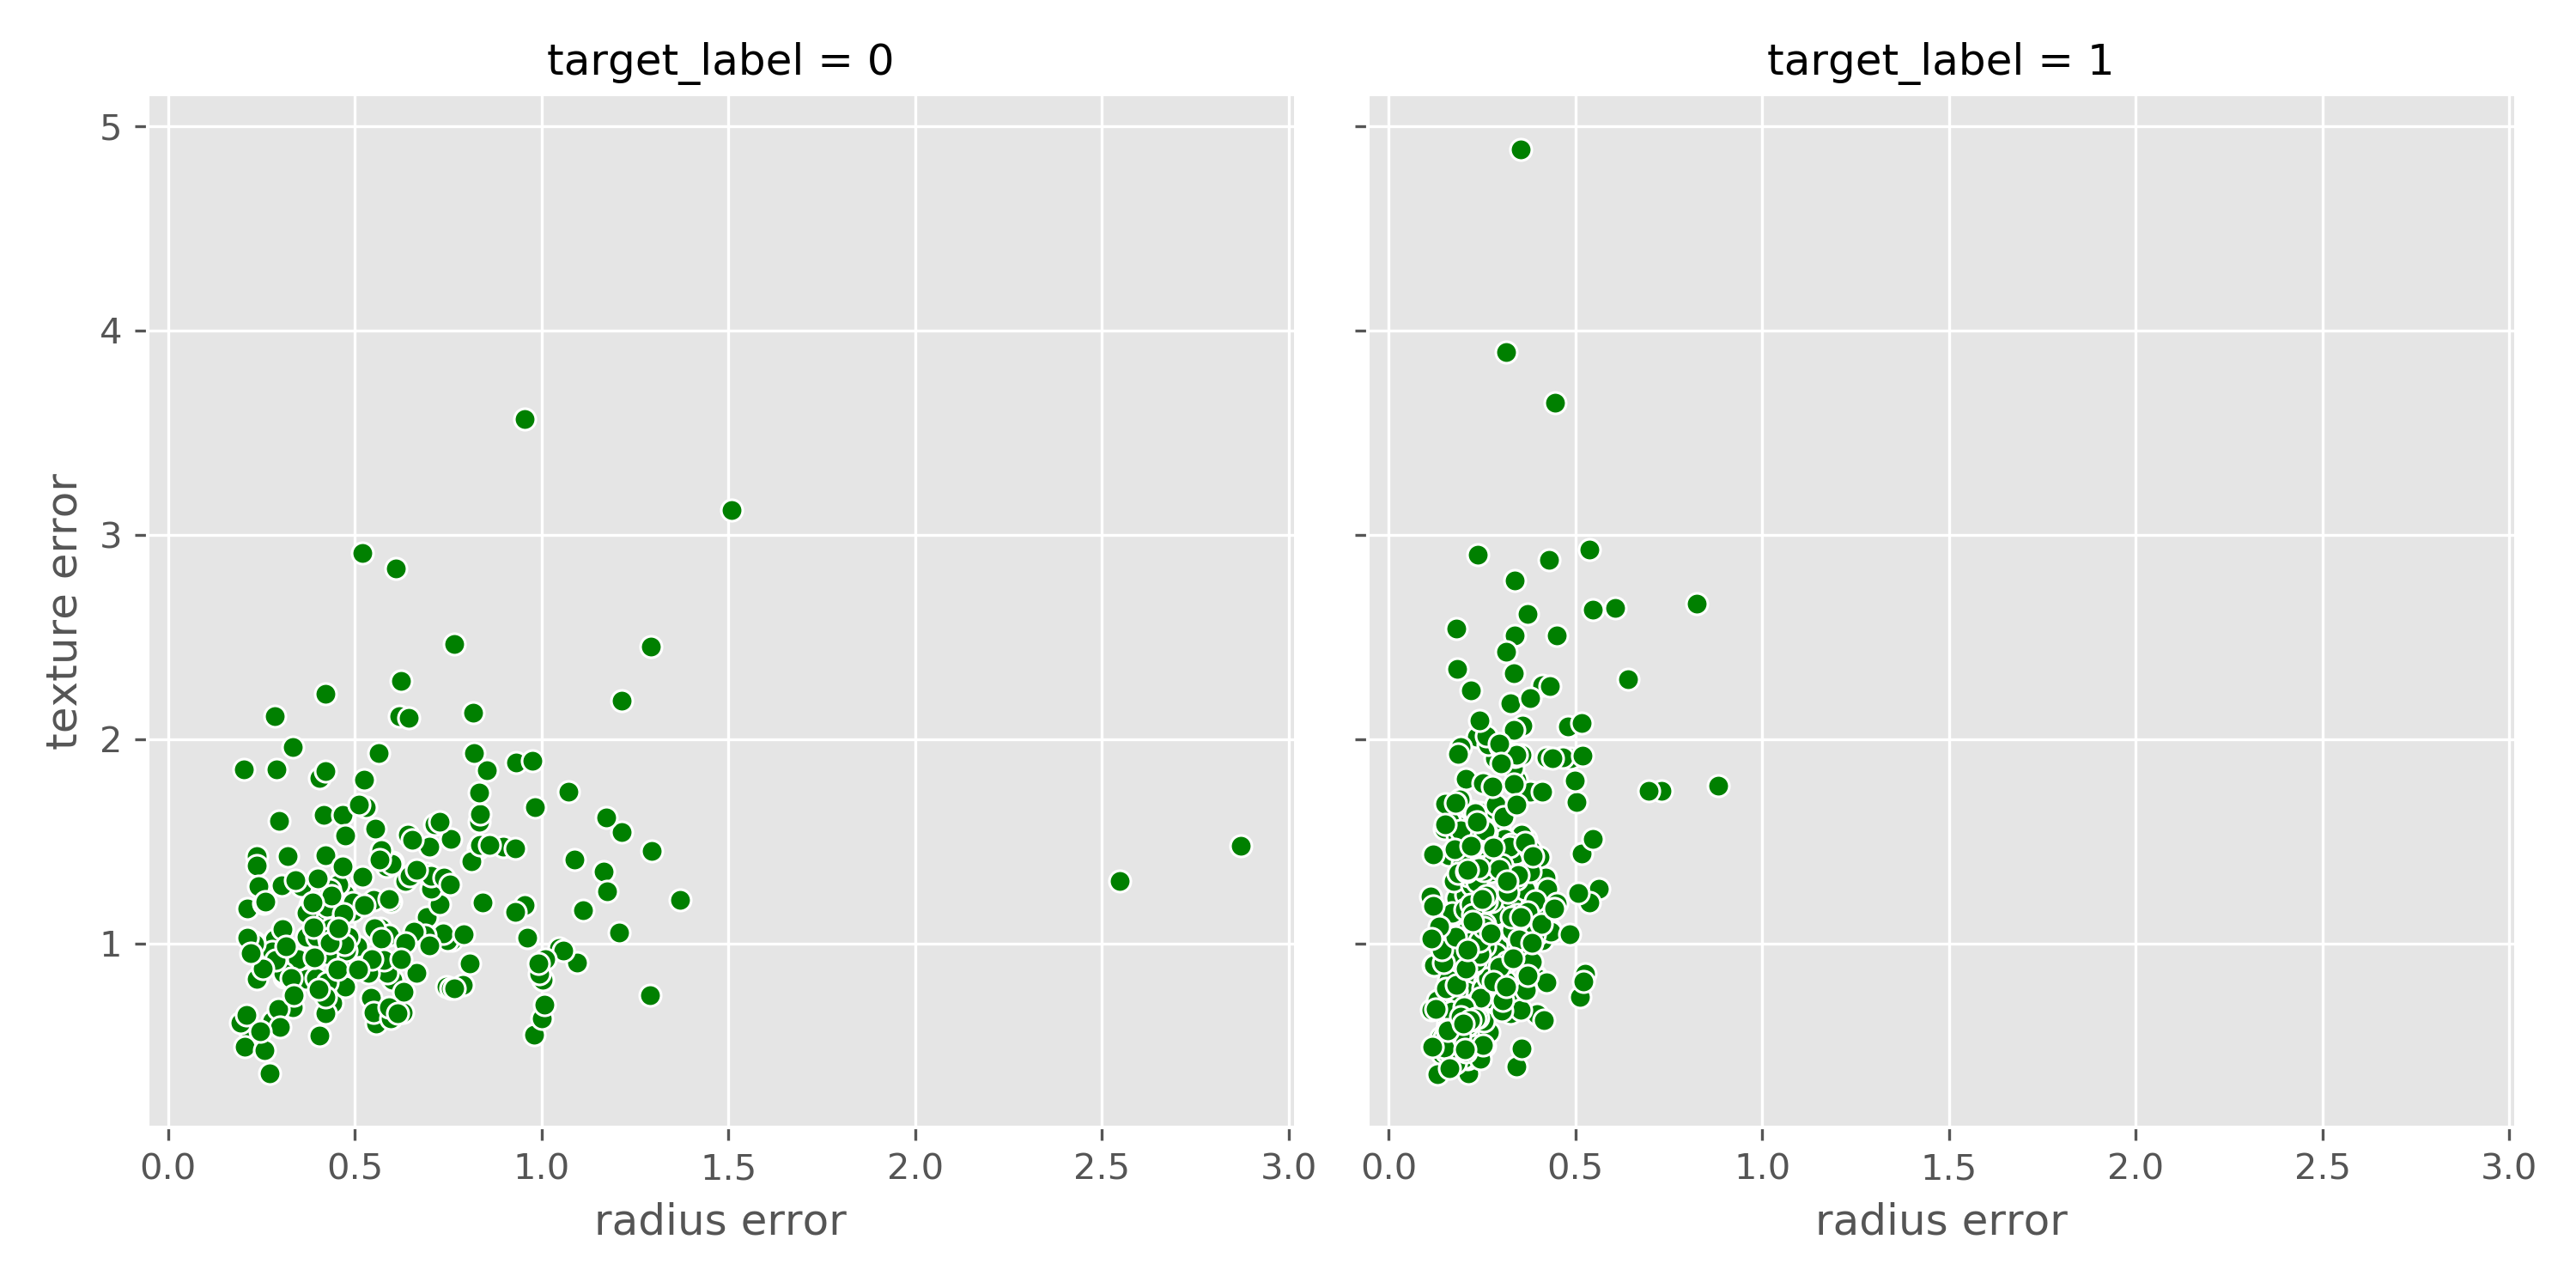 target_label = 0
target_label = 1
texture error
5
4
3
2
1
0.0 0.5 1.0 1.5 2.0 2.5 3.0
0.0 0.5 1.0 1.5 2.0 2.5 3.0
radius error
radius error